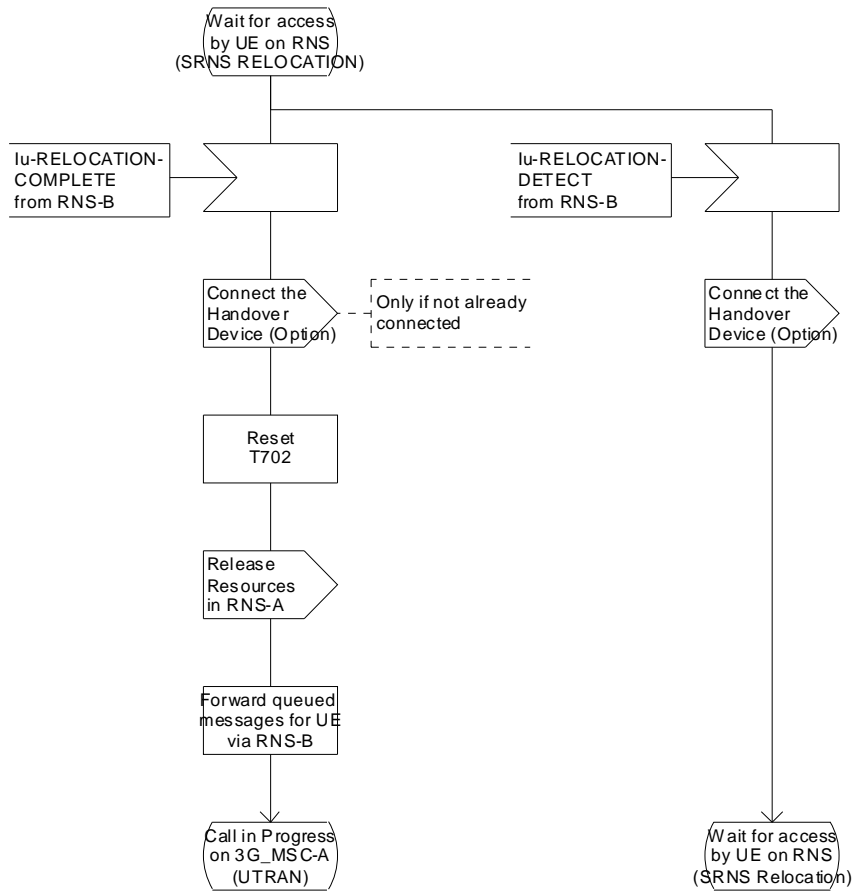 Wait for access
by UE on RNS
(SRNS RELOCATION)
Iu-RELOCATION-
COMPLETE
from RNS-B
Iu-RELOCATION-
DETECT
from RNS-B
Connect the
Handover
Device (Option)
Only if not already
connected
Connect the
Handover
Device (Option)
Reset
T702
Release
Resources
in RNS-A
Forward queued
messages for UE
via RNS-B
Call in Progress
on 3G_MSC-A
(UTRAN)
Wait for access
by UE on RNS
(SRNS Relocation)